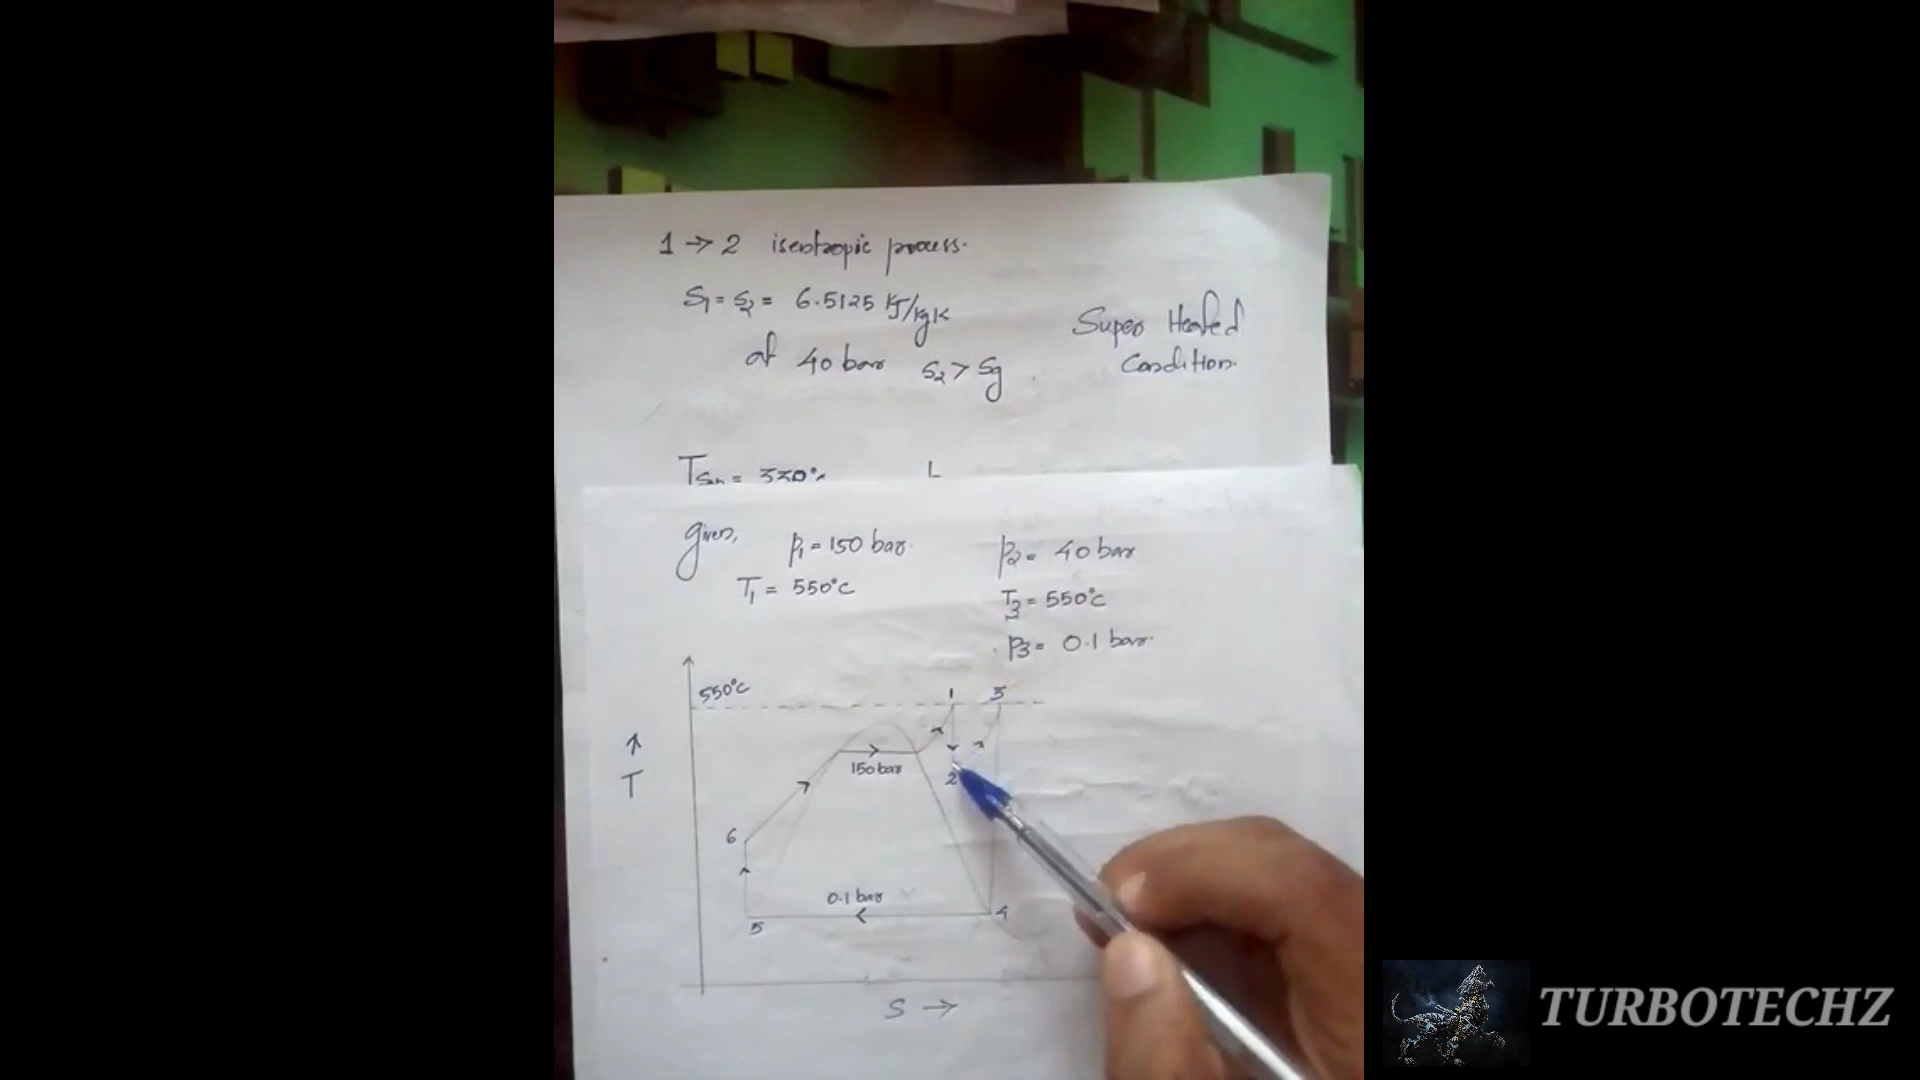 1 → 2 isentropic process.
S1 = S2 = 6.5125 KJ/kgK
at 40 bar S2 > Sg
Super Heated
Condition.
= 330°c
given,
P1 = 150 bar
P2 = 40 bar
T1 = 550°C
T3 = 550°C
P3 = 0.1 bar
550°C
1
3
↑
T
150 bar
2
6
0.1 bar
4
5
S →
TURBOTECHZ